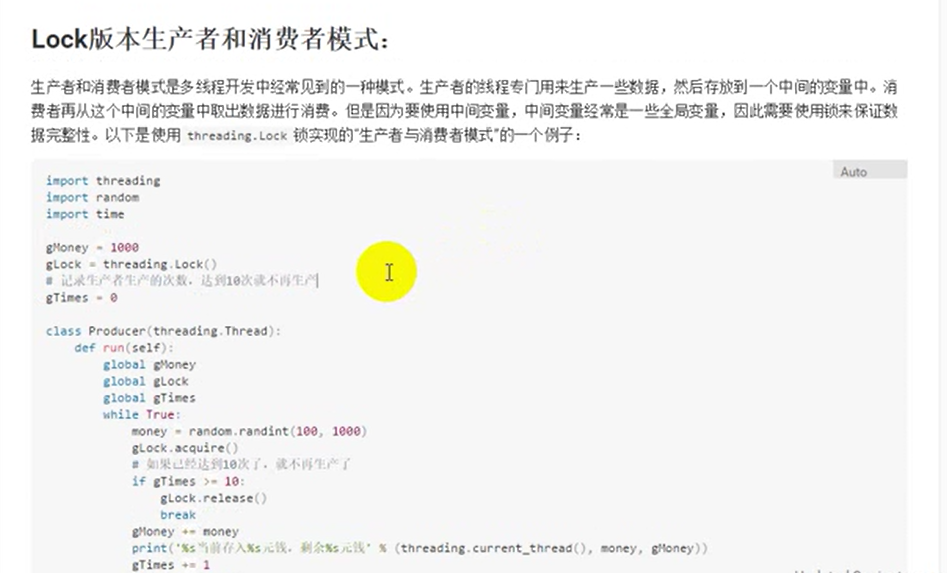 Lock版本生产者和消费者模式：
生产者和消费者模式是多线程开发中经常见到的一种模式。生产者的线程专门用来生产一些数据，然后存放到一个中间的变量中。消
费者再从这个中间的变量中取出数据进行消费。但是因为要使用中间变量，中间变量经常是一些全局变量，因此需要使用锁来保证数
据完整性。以下是使用 threading.Lock 锁实现的“生产者与消费者模式”的一个例子：
Auto
import threading
import random
import time
gMoney = 1000
gLock = threading.Lock()
# 记录生产者生产的次数，达到10次就不再生产
gTimes = 0
class Producer(threading.Thread):
def run(self):
global gMoney
global gLock
global gTimes
while True:
money = random.randint(100, 1000)
gLock.acquire()
# 如果已经达到10次了，就不再生产了
if gTimes >= 10:
gLock.release()
break
gMoney += money
print('%s当前存入%s元钱，剩余%s元钱' % (threading.current_thread(), money, gMoney))
gTimes += 1